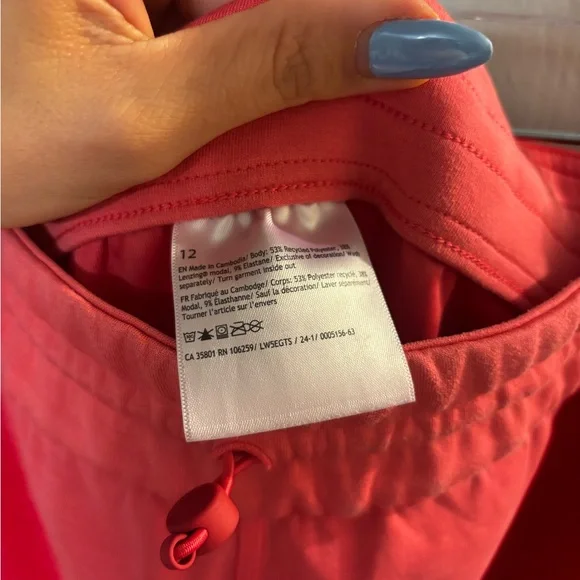 12
EN Made in Cambodia/ Body: 53% Recycled Polyester, 38%
Lenzing® modal, 9% Elastane/ Exclusive of decoration/ Wash
separately/ Turn garment inside out
FR Fabriqué au Cambodge/ Corps: 53% Polyester recyclé, 38%
Modal, 9% Élasthanne/ Sauf la décoration/ Laver séparément/
Tourner l'article sur l'envers
CA 35801 RN 106259/ LW5EGTS / 24-1/ 0005156-63